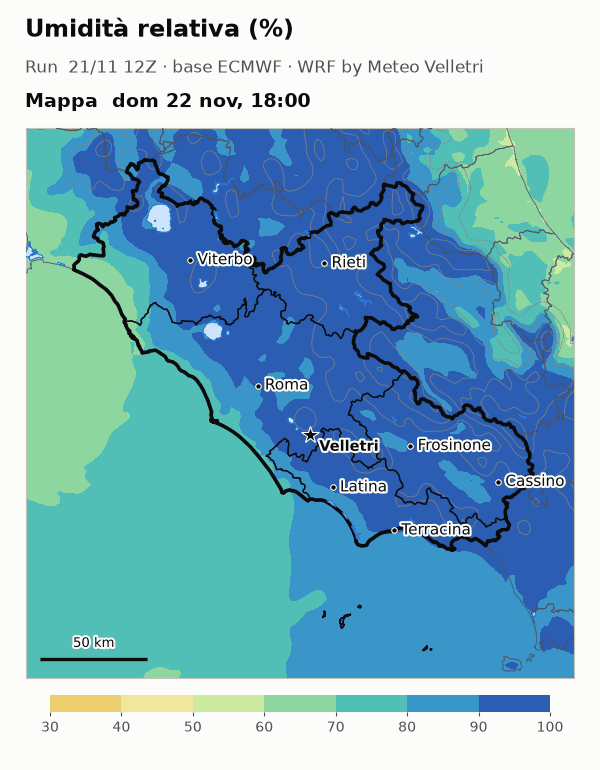 Umidità relativa (%)
Run  21/11 12Z · base ECMWF · WRF by Meteo Velletri
Mappa  dom 22 nov, 18:00
Viterbo
Rieti
Roma
Velletri
Frosinone
Latina
Cassino
Terracina
50 km
30 40 50 60 70 80 90 100